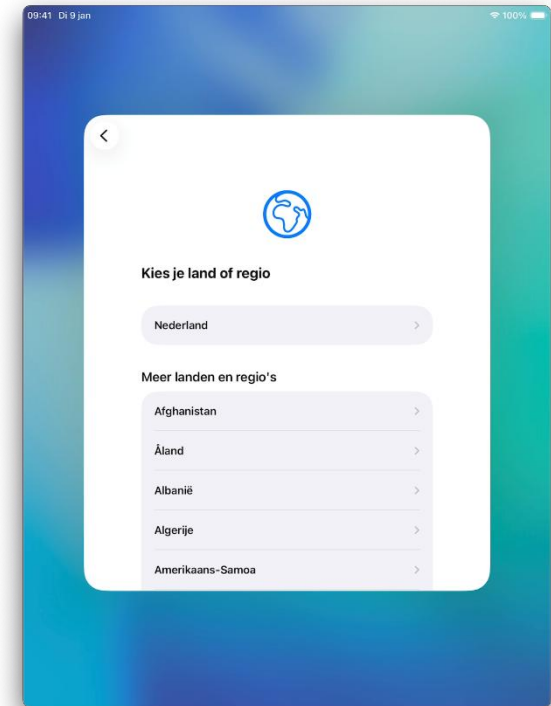 09:41 Di 9 jan 100%
Kies je land of regio
Nederland
Meer landen en regio's
Afghanistan
Åland
Albanië
Algerije
Amerikaans-Samoa